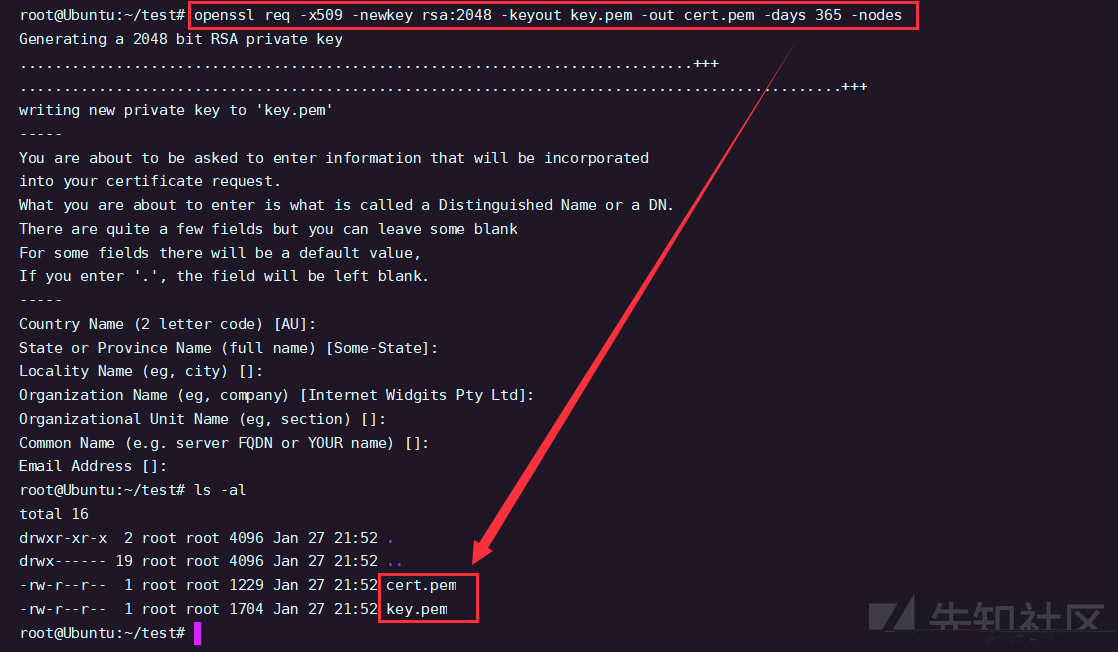 root@Ubuntu:~/test# openssl req -x509 -newkey rsa:2048 -keyout key.pem -out cert.pem -days 365 -nodes
Generating a 2048 bit RSA private key
.............................................................................+++
..............................................................................................+++
writing new private key to 'key.pem'
-----
You are about to be asked to enter information that will be incorporated
into your certificate request.
What you are about to enter is what is called a Distinguished Name or a DN.
There are quite a few fields but you can leave some blank
For some fields there will be a default value,
If you enter '.', the field will be left blank.
-----
Country Name (2 letter code) [AU]:
State or Province Name (full name) [Some-State]:
Locality Name (eg, city) []:
Organization Name (eg, company) [Internet Widgits Pty Ltd]:
Organizational Unit Name (eg, section) []:
Common Name (e.g. server FQDN or YOUR name) []:
Email Address []:
root@Ubuntu:~/test# ls -al
total 16
drwxr-xr-x  2 root root 4096 Jan 27 21:52 .
drwx------ 19 root root 4096 Jan 27 21:52 ..
-rw-r--r--  1 root root 1229 Jan 27 21:52 cert.pem
-rw-r--r--  1 root root 1704 Jan 27 21:52 key.pem
root@Ubuntu:~/test#
先知社区